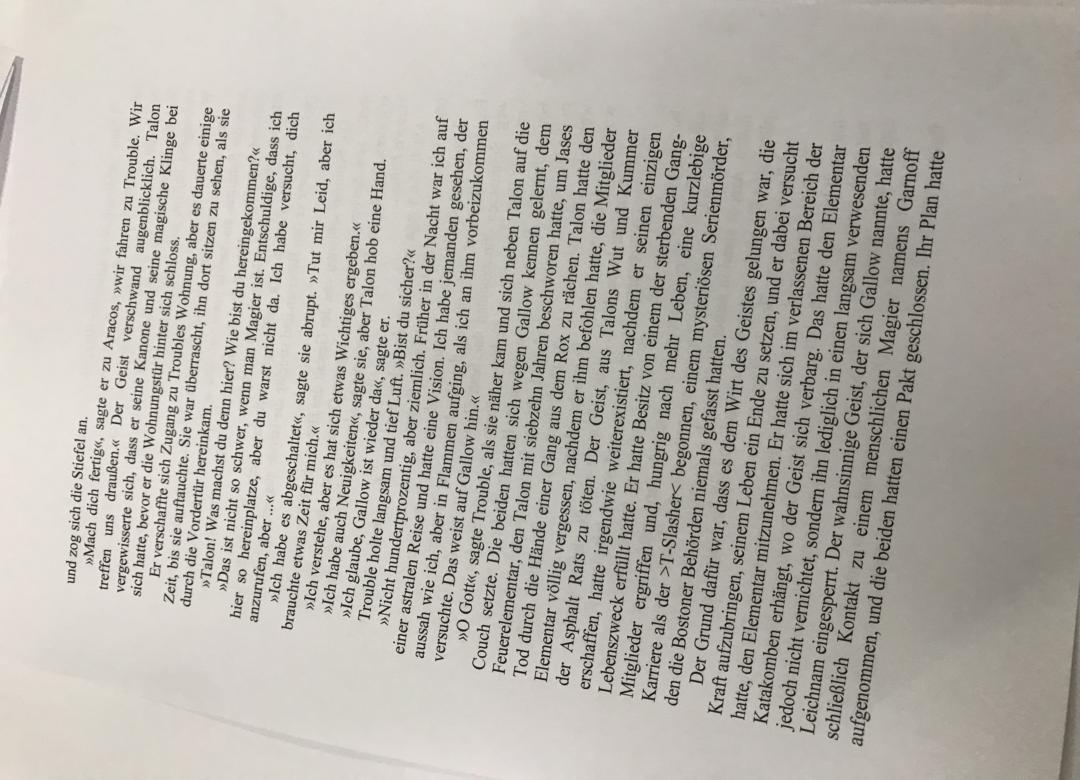 und zog sich die Stiefel an.
»Mach dich fertig«, sagte er zu Aracos, »wir fahren zu Trouble. Wir
treffen uns draußen.« Der Geist verschwand augenblicklich. Talon
vergewisserte sich, dass er seine Kanone und seine magische Klinge bei
sich hatte, bevor er die Wohnungstür hinter sich schloss.
Er verschaffte sich Zugang zu Troubles Wohnung, aber es dauerte einige
Zeit, bis sie auftauchte. Sie war überrascht, ihn dort sitzen zu sehen, als sie
durch die Vordertür hereinkam.
»Talon! Was machst du denn hier? Wie bist du hereingekommen?«
»Das ist nicht so schwer, wenn man Magier ist. Entschuldige, dass ich
hier so hereinplatze, aber du warst nicht da. Ich habe versucht, dich
anzurufen, aber ...«
»Ich habe es abgeschaltet«, sagte sie abrupt. »Tut mir Leid, aber ich
brauchte etwas Zeit für mich.«
»Ich verstehe, aber es hat sich etwas Wichtiges ergeben.«
»Ich habe auch Neuigkeiten«, sagte sie, aber Talon hob eine Hand.
»Ich glaube, Gallow ist wieder da«, sagte er.
Trouble holte langsam und tief Luft. »Bist du sicher?«
»Nicht hundertprozentig, aber ziemlich. Früher in der Nacht war ich auf
einer astralen Reise und hatte eine Vision. Ich habe jemanden gesehen, der
aussah wie ich, aber in Flammen aufging, als ich an ihm vorbeizukommen
versuchte. Das weist auf Gallow hin.«
»O Gott«, sagte Trouble, als sie näher kam und sich neben Talon auf die
Couch setzte. Die beiden hatten sich wegen Gallow kennen gelernt, dem
Feuerelementar, den Talon mit siebzehn Jahren beschworen hatte, um Jases
Tod durch die Hände einer Gang aus dem Rox zu rächen. Talon hatte den
Elementar völlig vergessen, nachdem er ihm befohlen hatte, die Mitglieder
der Asphalt Rats zu töten. Der Geist, aus Talons Wut und Kummer
erschaffen, hatte irgendwie weiterexistiert, nachdem er seinen einzigen
Lebenszweck erfüllt hatte. Er hatte Besitz von einem der sterbenden Gang-
Mitglieder ergriffen und, hungrig nach mehr Leben, eine kurzlebige
Karriere als der >T-Slasher< begonnen, einem mysteriösen Serienmörder,
den die Bostoner Behörden niemals gefasst hatten.
Der Grund dafür war, dass es dem Wirt des Geistes gelungen war, die
Kraft aufzubringen, seinem Leben ein Ende zu setzen, und er dabei versucht
hatte, den Elementar mitzunehmen. Er hatte sich im verlassenen Bereich der
Katakomben erhängt, wo der Geist sich verbarg. Das hatte den Elementar
jedoch nicht vernichtet, sondern ihn lediglich in einen langsam verwesenden
Leichnam eingesperrt. Der wahnsinnige Geist, der sich Gallow nannte, hatte
schließlich Kontakt zu einem menschlichen Magier namens Garnoff
aufgenommen, und die beiden hatten einen Pakt geschlossen. Ihr Plan hatte